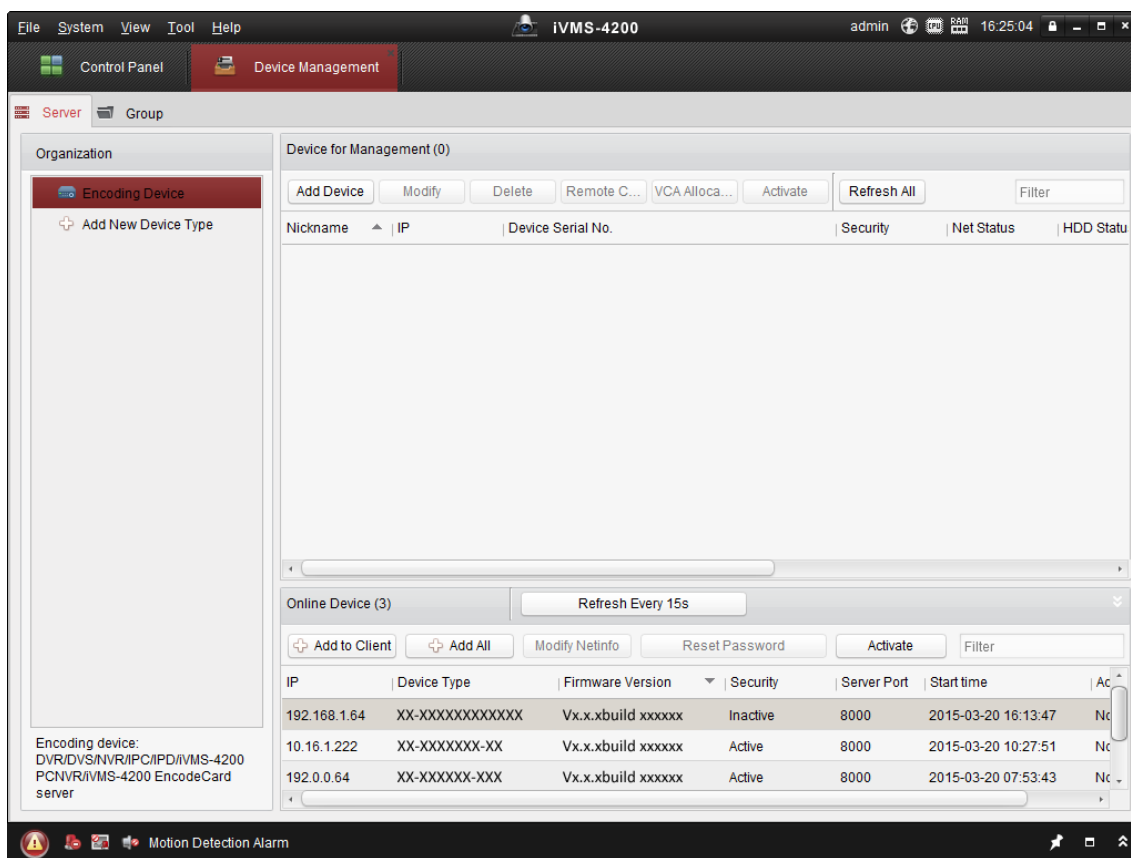 File System View Tool Help iVMS-4200 admin CPU RAM 16:25:04
Control Panel Device Management
Server Group
Organization
Encoding Device
Add New Device Type
Encoding device:
DVR/DVS/NVR/IPC/IPD/iVMS-4200
PCNVR/iVMS-4200 EncodeCard
server
Device for Management (0)
Add Device Modify Delete Remote C... VCA Alloca... Activate Refresh All Filter
Nickname IP Device Serial No. Security Net Status HDD Statu
Online Device (3) Refresh Every 15s
Add to Client Add All Modify Netinfo Reset Password Activate Filter
IP Device Type Firmware Version Security Server Port Start time Ac
192.168.1.64 XX-XXXXXXXXXXXX Vx.x.xbuild xxxxxx Inactive 8000 2015-03-20 16:13:47 No
10.16.1.222 XX-XXXXXXX-XX Vx.x.xbuild xxxxxx Active 8000 2015-03-20 10:27:51 No
192.0.0.64 XX-XXXXXX-XXX Vx.x.xbuild xxxxxx Active 8000 2015-03-20 07:53:43 No
Motion Detection Alarm